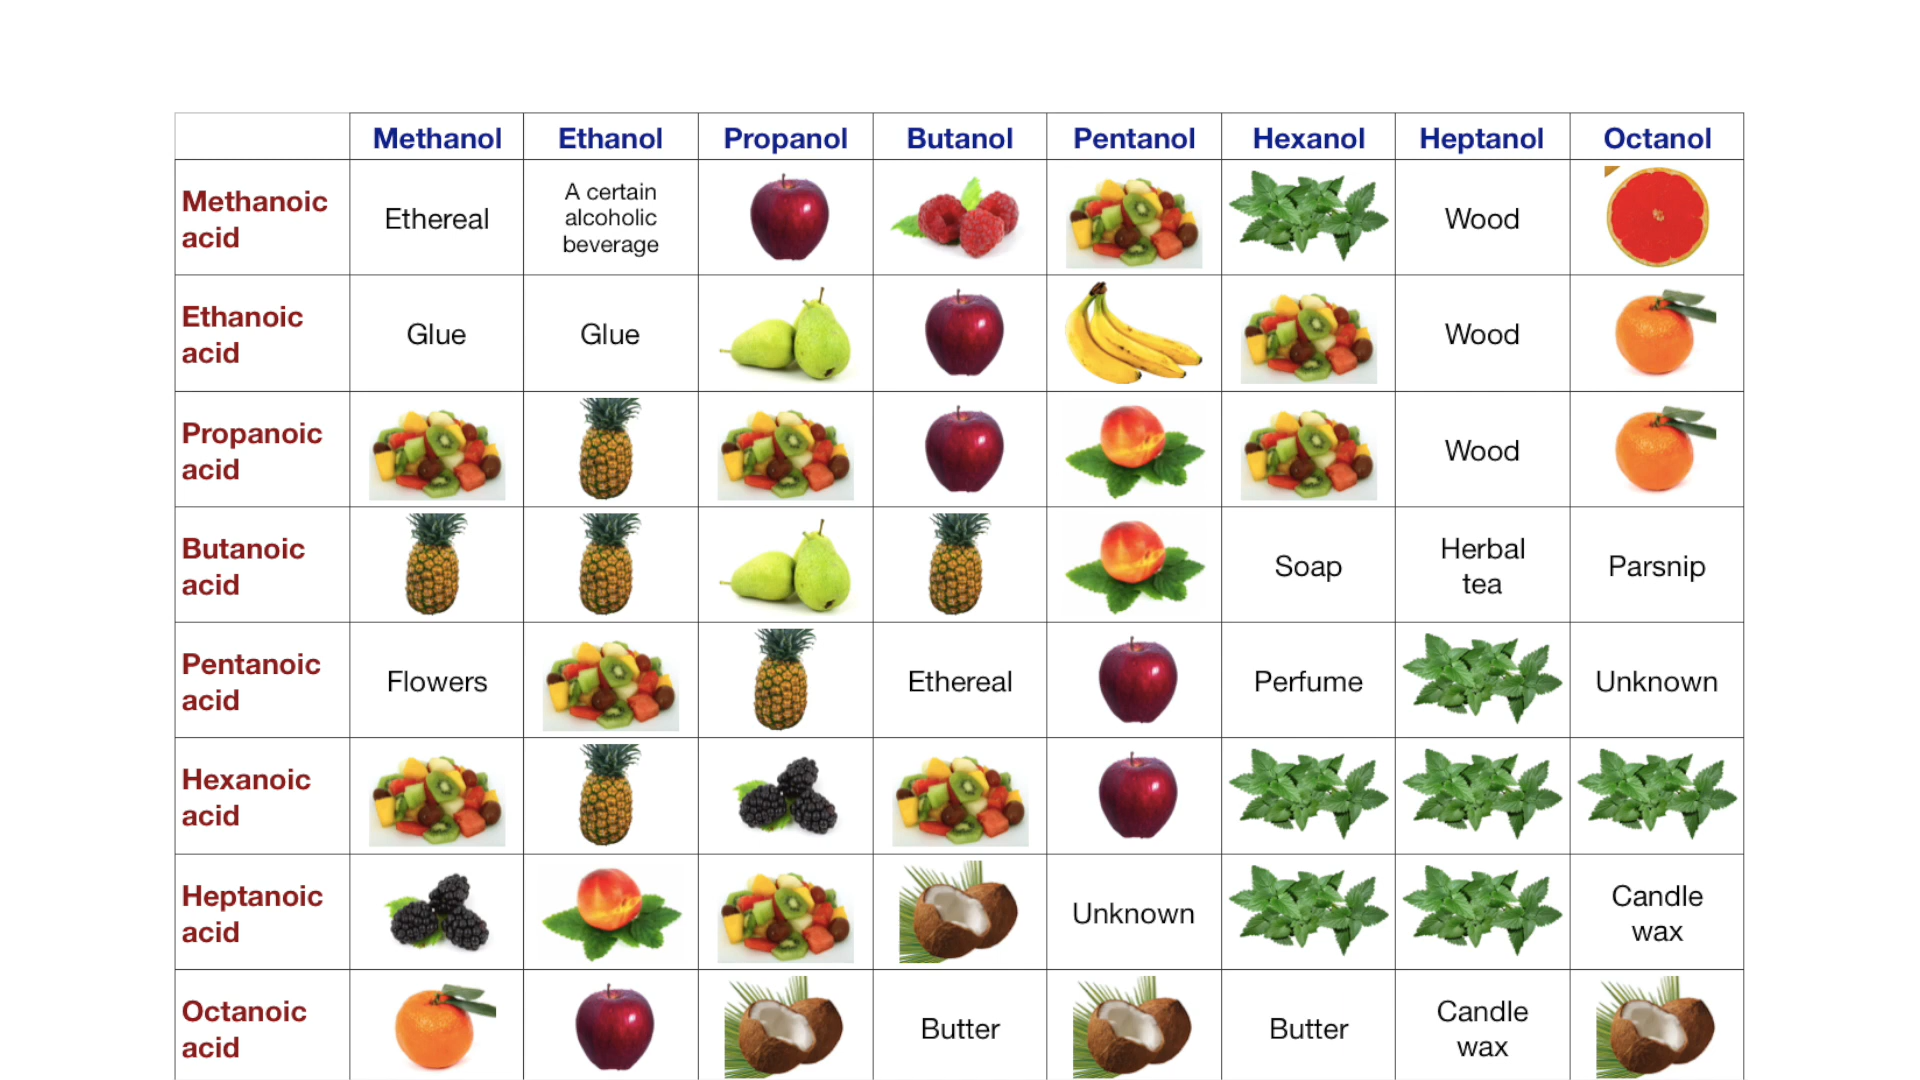 Methanol Ethanol Propanol Butanol Pentanol Hexanol Heptanol Octanol
Methanoic
acid
Ethereal
A certain
alcoholic
beverage
Wood
Ethanoic
acid
Glue
Glue
Wood
Propanoic
acid
Wood
Butanoic
acid
Soap
Herbal
tea
Parsnip
Pentanoic
acid
Flowers
Ethereal
Perfume
Unknown
Hexanoic
acid
Heptanoic
acid
Unknown
Candle
wax
Octanoic
acid
Butter
Butter
Candle
wax